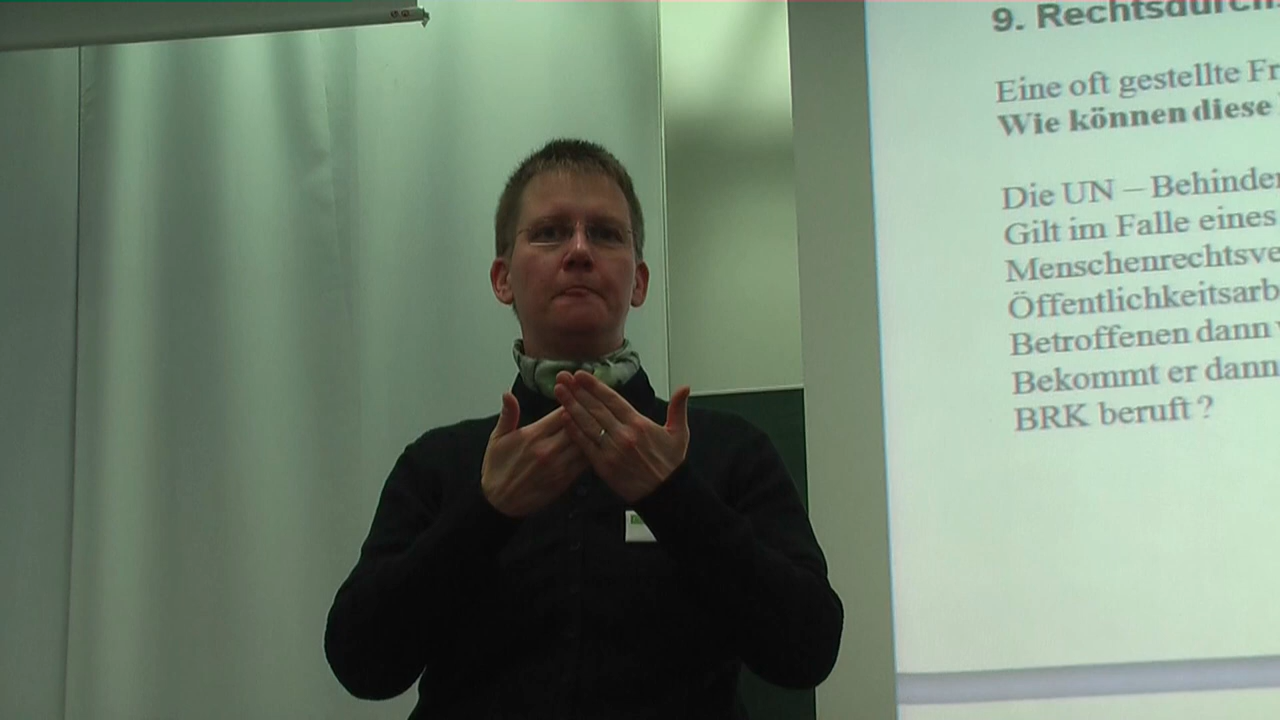 9. Rechtsdurch
Eine oft gestellte Fr
Wie können diese
Die UN – Behinder
Gilt im Falle eines
Menschenrechtsve
Öffentlichkeitsarb
Betroffenen dann
Bekommt er dann
BRK beruft ?